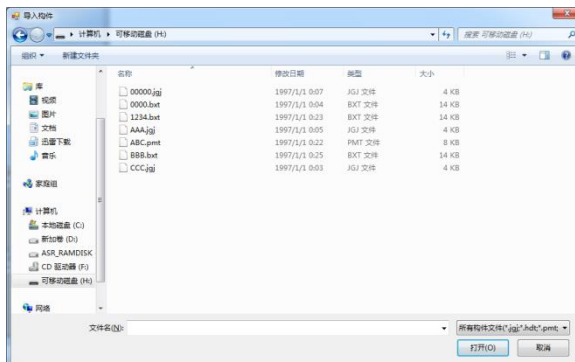 导入构件
计算机 ▸ 可移动磁盘 (H:)
搜索 可移动磁盘 (H:)
组织 ▼ 新建文件夹
名称 修改日期 类型 大小
00000.jgj 1997/1/1 0:07 JGJ 文件 4 KB
0000.bxt 1997/1/1 0:04 BXT 文件 14 KB
1234.bxt 1997/1/1 0:23 BXT 文件 14 KB
AAA.jgj 1997/1/1 0:05 JGJ 文件 4 KB
ABC.pmt 1997/1/1 0:22 PMT 文件 8 KB
BBB.bxt 1997/1/1 0:25 BXT 文件 14 KB
CCC.jgj 1997/1/1 0:03 JGJ 文件 4 KB
库
视频
图片
文档
迅雷下载
音乐
家庭组
计算机
本地磁盘 (C:)
新加卷 (D:)
ASR_RAMDISK
CD 驱动器 (F:)
可移动磁盘 (H:)
网络
文件名(N):
所有构件文件(*.jgj;*.hdt;*.pmt;
打开(O)
取消